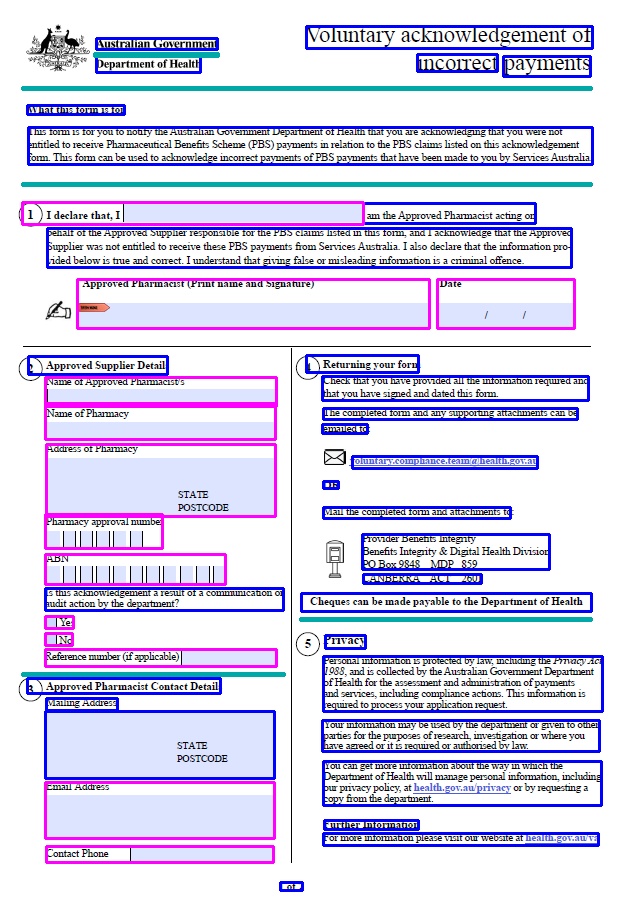 Australian Government
Department of Health
Voluntary acknowledgement of
incorrect payments
What this form is for
This form is for you to notify the Australian Government Department of Health that you are acknowledging that you were not
entitled to receive Pharmaceutical Benefits Scheme (PBS) payments in relation to the PBS claims listed on this acknowledgement
form. This form can be used to acknowledge incorrect payments of PBS payments that have been made to you by Services Australia.
1 I declare that, I am the Approved Pharmacist acting on
behalf of the Approved Supplier responsible for the PBS claims listed in this form, and I acknowledge that the Approved
Supplier was not entitled to receive these PBS payments from Services Australia. I also declare that the information pro-
vided below is true and correct. I understand that giving false or misleading information is a criminal offence.
Approved Pharmacist (Print name and Signature) Date
/ /
2 Approved Supplier Detail
Name of Approved Pharmacist/s
Name of Pharmacy
Address of Pharmacy
STATE
POSTCODE
Pharmacy approval number
ABN
Is this acknowledgement a result of a communication or
audit action by the department?
Yes
No
Reference number (if applicable)
3 Approved Pharmacist Contact Detail
Mailing Address
STATE
POSTCODE
Email Address
Contact Phone
4 Returning your form
Check that you have provided all the information required and
that you have signed and dated this form.
The completed form and any supporting attachments can be
emailed to:
voluntary.compliance.team@health.gov.au
OR
Mail the completed form and attachments to:
Provider Benefits Integrity
Benefits Integrity & Digital Health Division
PO Box 9848 MDP 859
CANBERRA ACT 2601
Cheques can be made payable to the Department of Health
5 Privacy
Personal information is protected by law, including the Privacy Act
1988, and is collected by the Australian Government Department
of Health for the assessment and administration of payments
and services, including compliance actions. This information is
required to process your application request.
Your information may be used by the department or given to other
parties for the purposes of research, investigation or where you
have agreed or it is required or authorised by law.
You can get more information about the way in which the
Department of Health will manage personal information, including
our privacy policy, at health.gov.au/privacy or by requesting a
copy from the department.
Further Information
For more information please visit our website at health.gov.au/